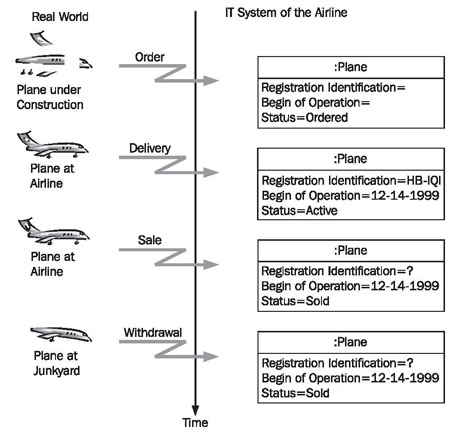 Real World
IT System of the Airline
Order
Plane under
Construction
:Plane
Registration Identification=
Begin of Operation=
Status=Ordered
Delivery
Plane at
Airline
:Plane
Registration Identification=HB-IQI
Begin of Operation=12-14-1999
Status=Active
Sale
Plane at
Airline
:Plane
Registration Identification=?
Begin of Operation=12-14-1999
Status=Sold
Withdrawal
Plane at
Junkyard
:Plane
Registration Identification=?
Begin of Operation=12-14-1999
Status=Sold
Time